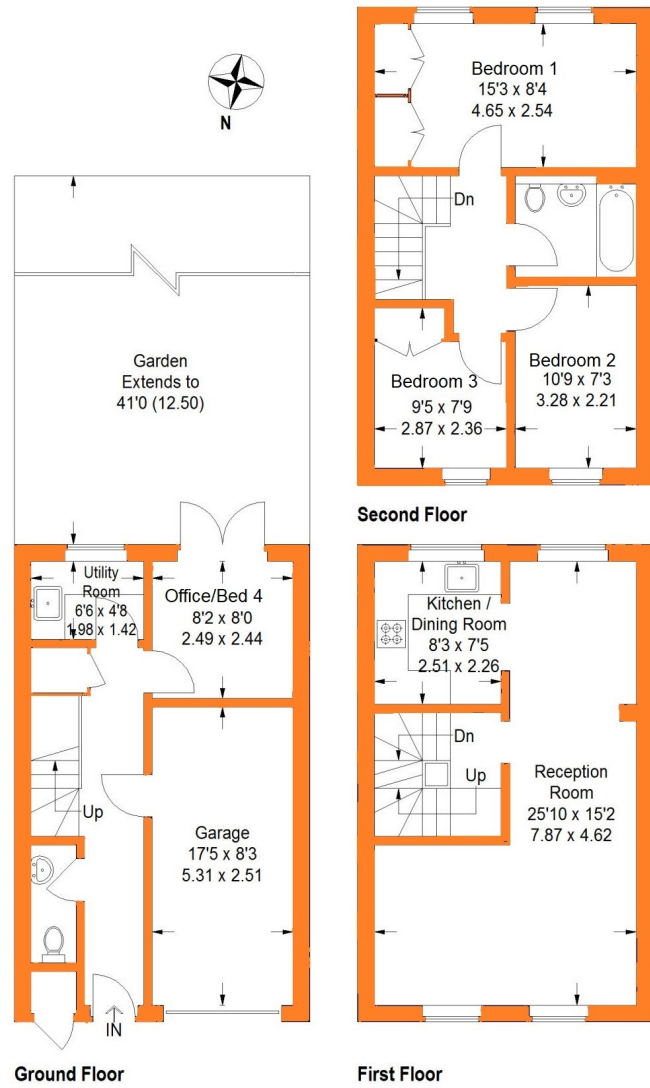 N
Garden
Extends to
41'0 (12.50)
Utility
Room
6'6 x 4'8
1.98 x 1.42
Office/Bed 4
8'2 x 8'0
2.49 x 2.44
Up
Garage
17'5 x 8'3
5.31 x 2.51
IN
Ground Floor
Bedroom 1
15'3 x 8'4
4.65 x 2.54
Dn
Bedroom 3
9'5 x 7'9
2.87 x 2.36
Bedroom 2
10'9 x 7'3
3.28 x 2.21
Second Floor
Kitchen /
Dining Room
8'3 x 7'5
2.51 x 2.26
Dn
Up
Reception
Room
25'10 x 15'2
7.87 x 4.62
First Floor